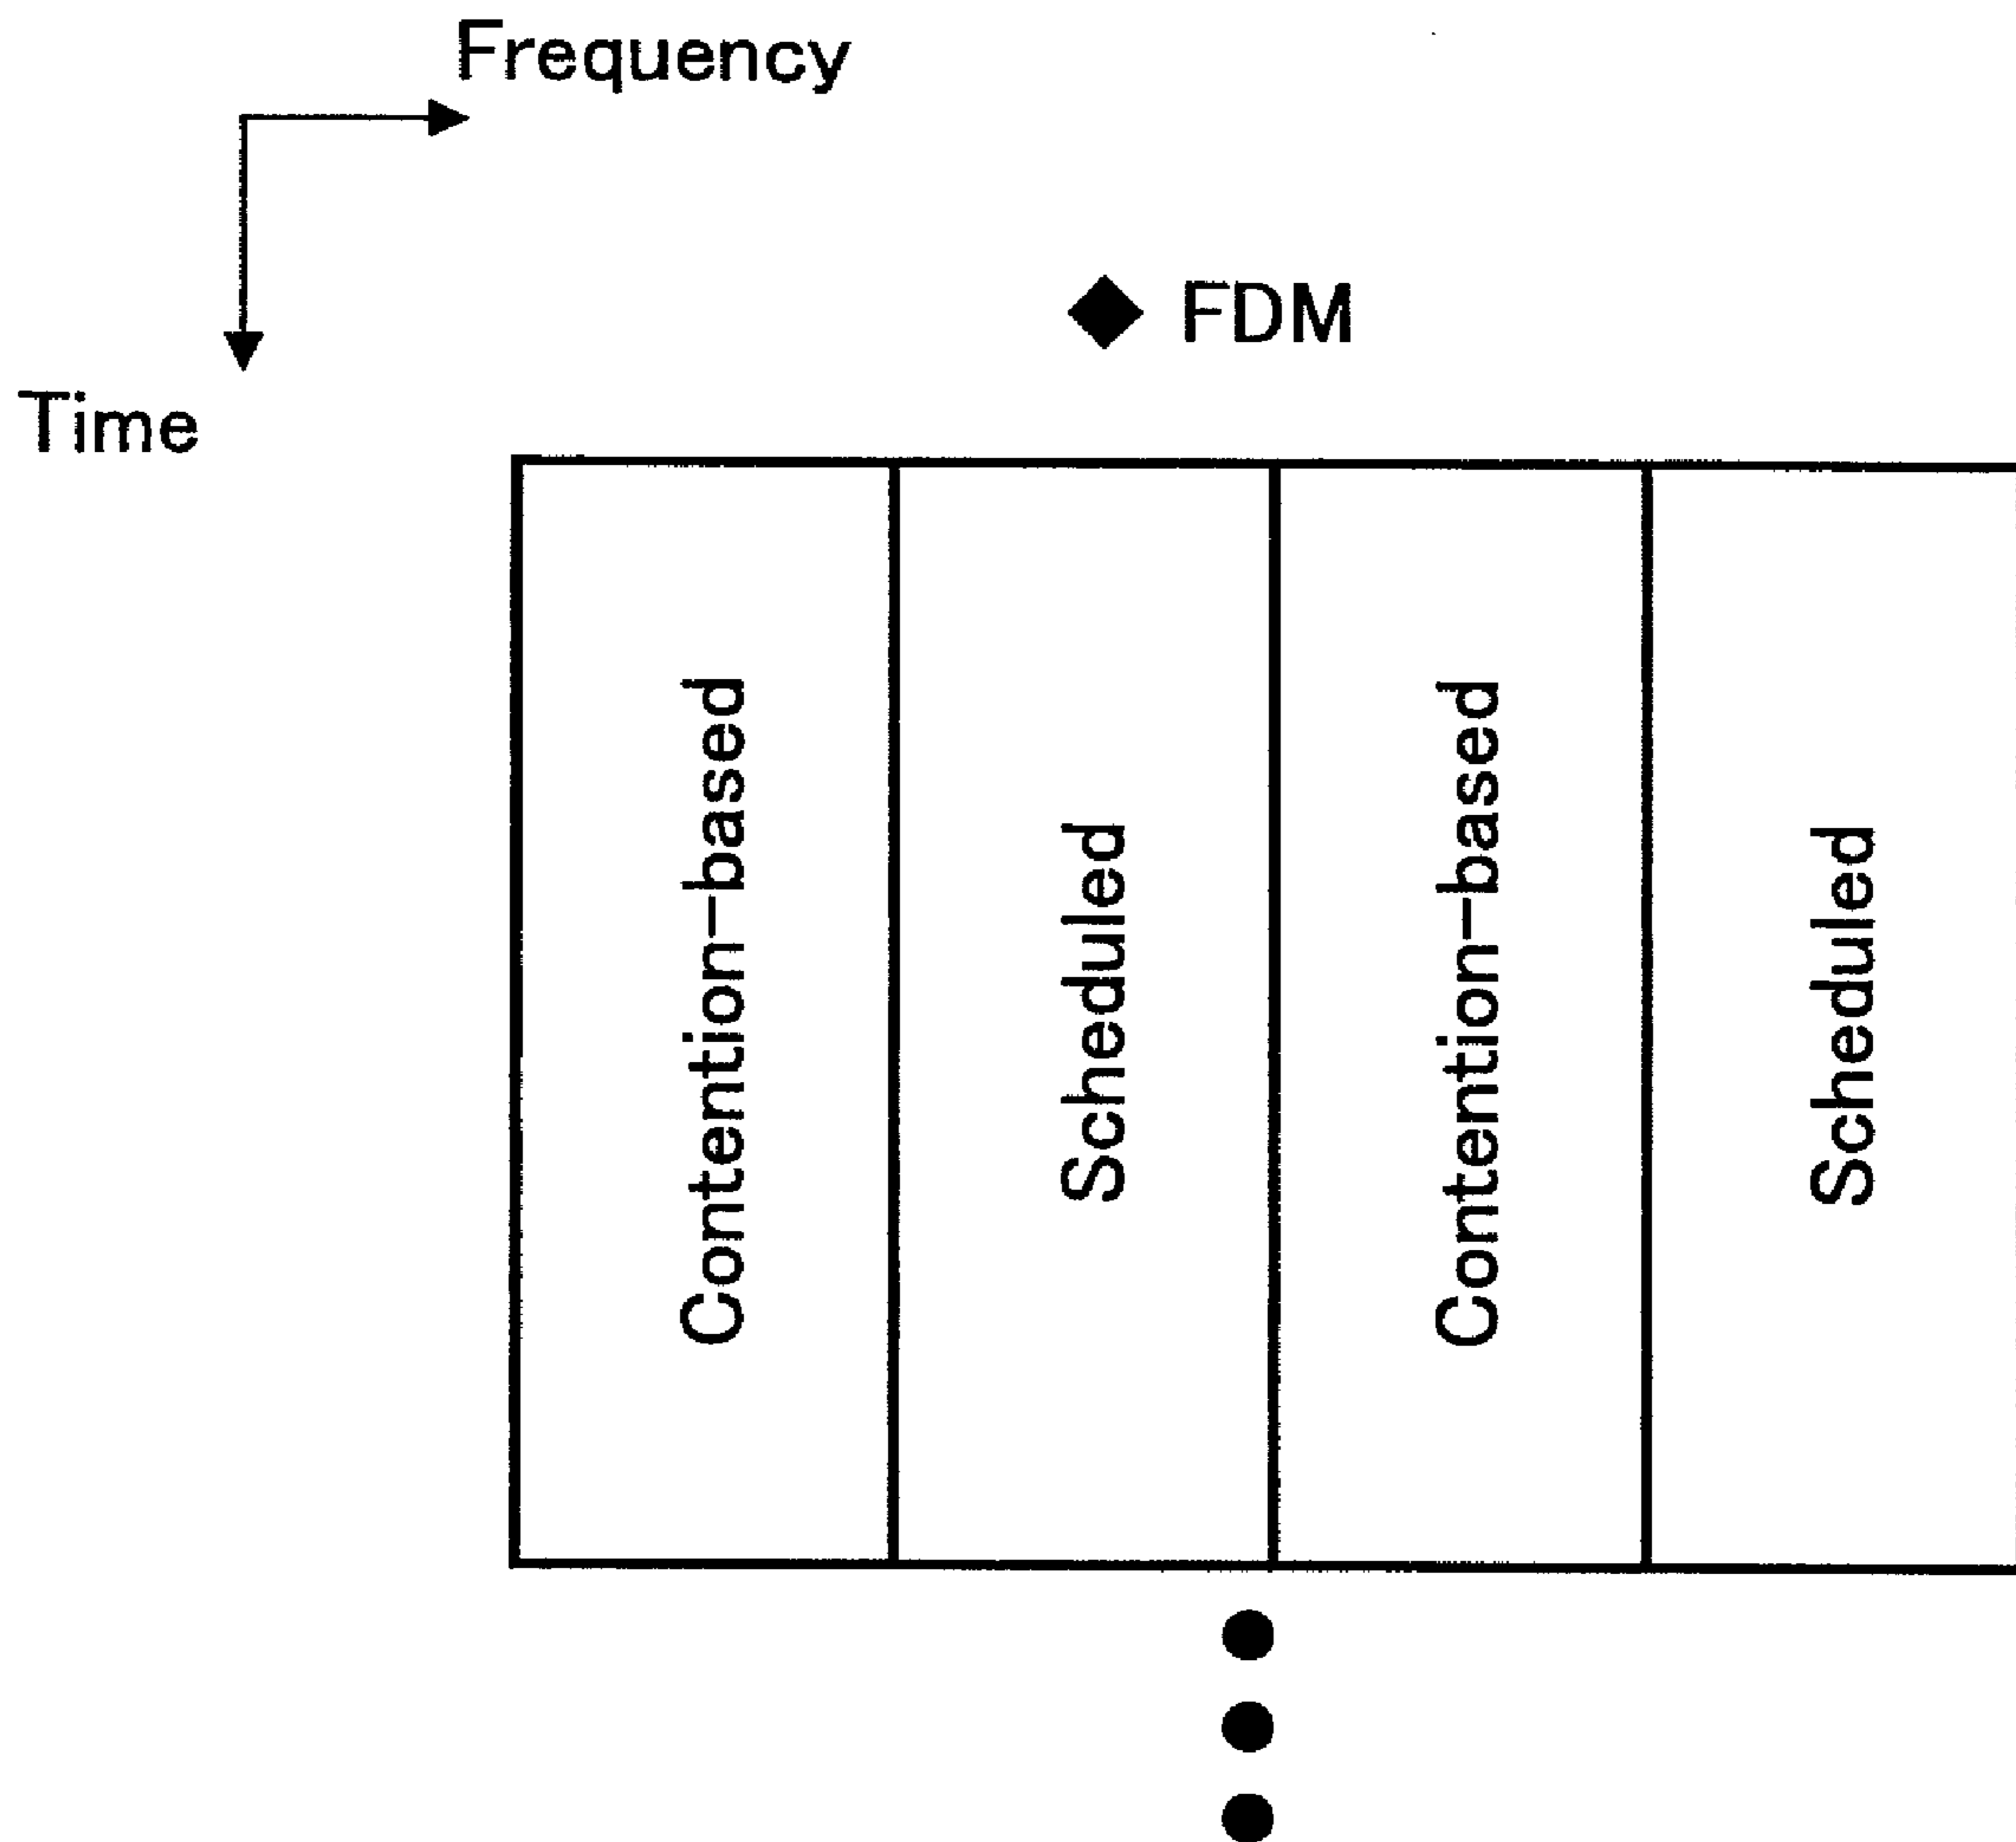 Frequency
◆ FDM
Time
Contention-based
Scheduled
Contention-based
Scheduled